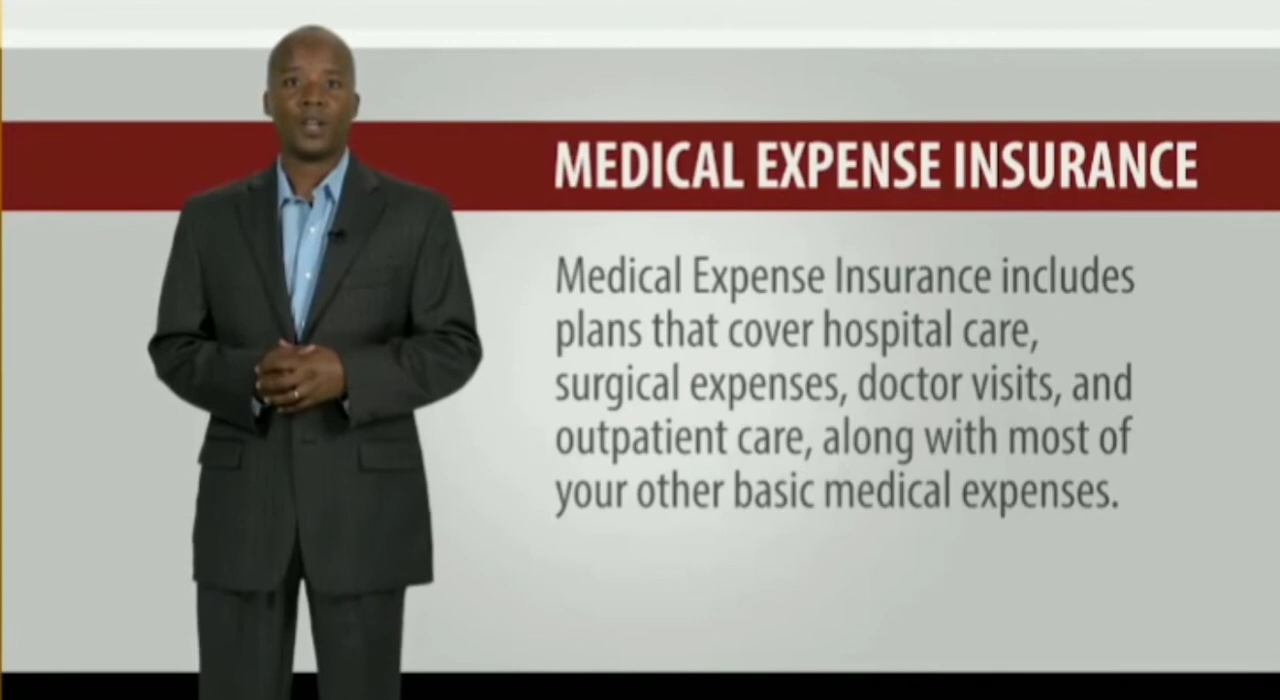 MEDICAL EXPENSE INSURANCE
Medical Expense Insurance includes
plans that cover hospital care,
surgical expenses, doctor visits, and
outpatient care, along with most of
your other basic medical expenses.